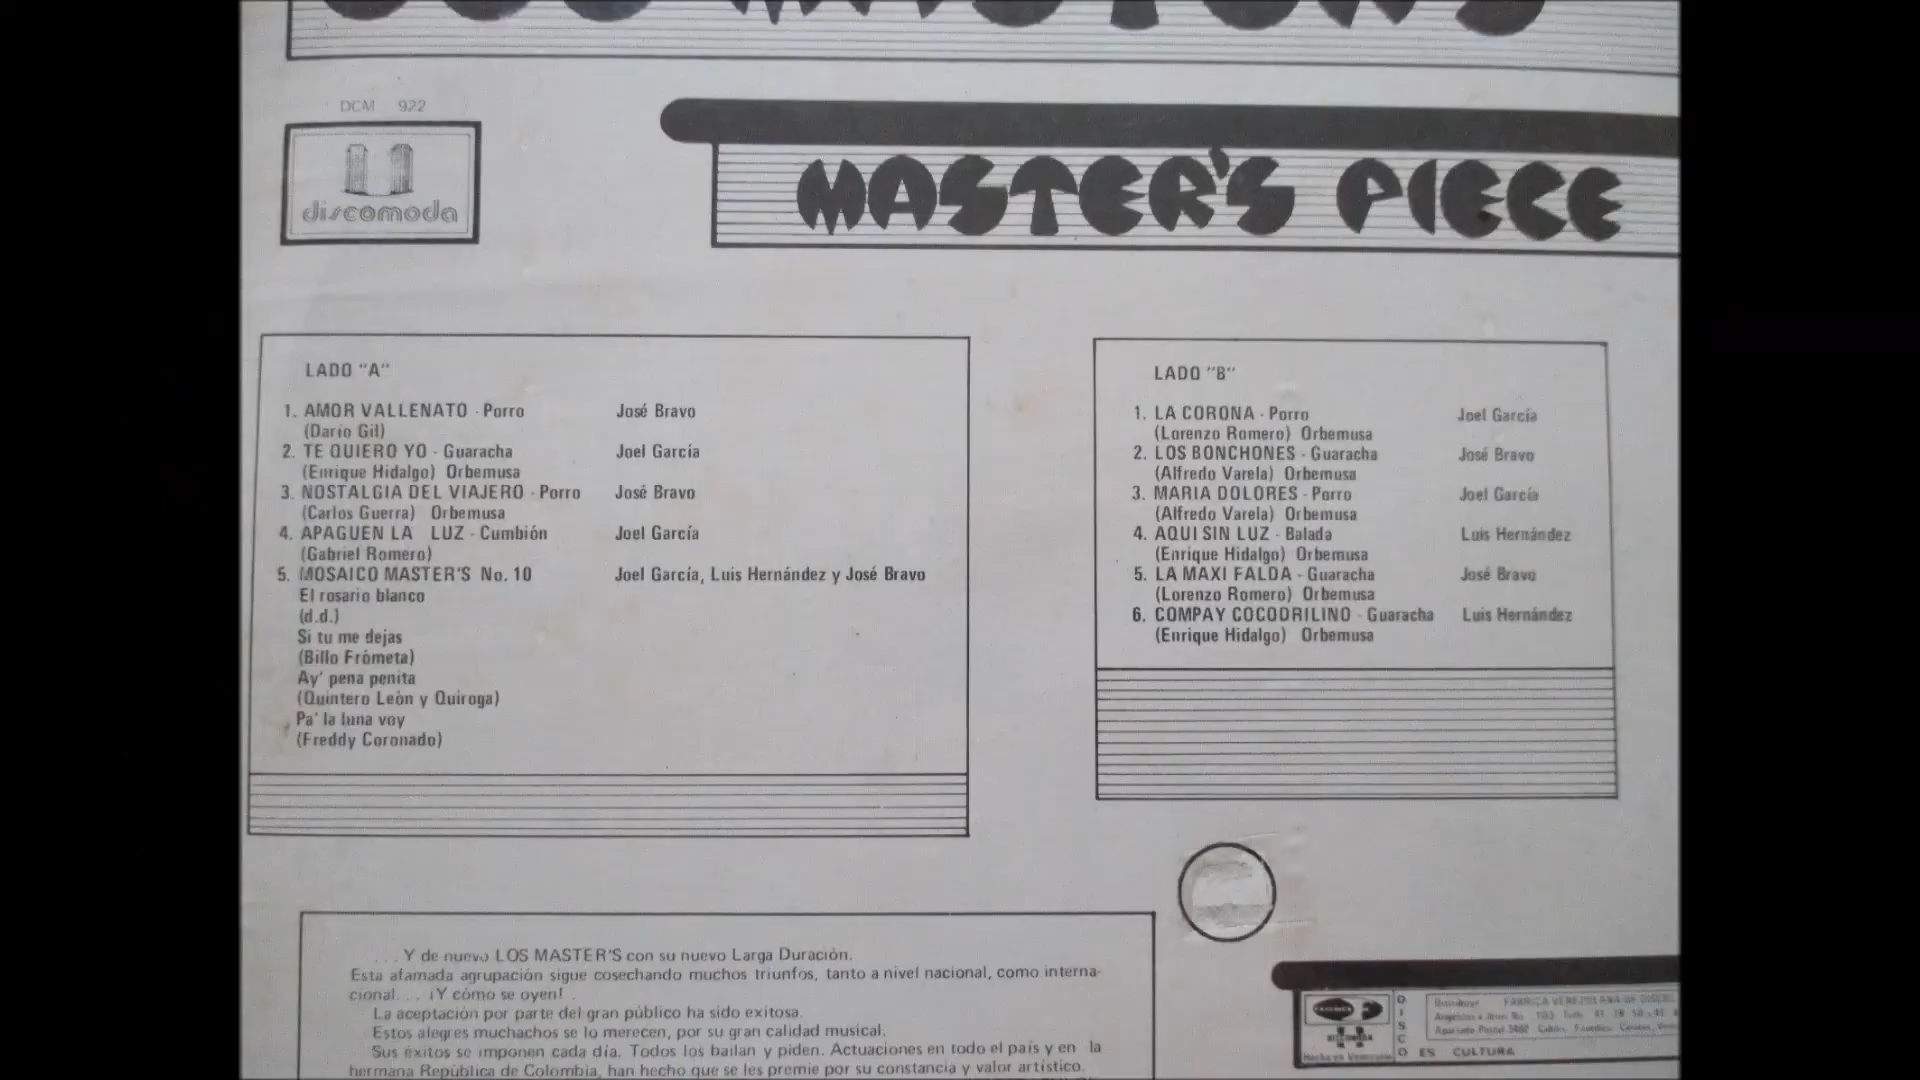 DCM 922
discomoda
MASTER'S PIECE
LADO "A"
1. AMOR VALLENATO - Porro José Bravo
(Darío Gil)
2. TE QUIERO YO - Guaracha Joel García
(Enrique Hidalgo) Orbemusa
3. NOSTALGIA DEL VIAJERO - Porro José Bravo
(Carlos Guerra) Orbemusa
4. APAGUEN LA LUZ - Cumbión Joel García
(Gabriel Romero)
5. MOSAICO MASTER'S No. 10 Joel García, Luis Hernández y José Bravo
El rosario blanco
(d.d.)
Si tu me dejas
(Billo Frómeta)
Ay' pena penita
(Quintero León y Quiroga)
Pa' la luna voy
(Freddy Coronado)
LADO "B"
1. LA CORONA - Porro Joel García
(Lorenzo Romero) Orbemusa
2. LOS BONCHONES - Guaracha José Bravo
(Alfredo Varela) Orbemusa
3. MARIA DOLORES - Porro Joel García
(Alfredo Varela) Orbemusa
4. AQUI SIN LUZ - Balada Luis Hernández
(Enrique Hidalgo) Orbemusa
5. LA MAXI FALDA - Guaracha José Bravo
(Lorenzo Romero) Orbemusa
6. COMPAY COCODRILINO - Guaracha Luis Hernández
(Enrique Hidalgo) Orbemusa
... Y de nuevo LOS MASTER'S con su nuevo Larga Duración.
Esta afamada agrupación sigue cosechando muchos triunfos, tanto a nivel nacional, como interna-
cional... ¡Y cómo se oyen! .
La aceptación por parte del gran público ha sido exitosa.
Estos alegres muchachos se lo merecen, por su gran calidad musical.
Sus éxitos se imponen cada día. Todos los bailan y piden. Actuaciones en todo el país y en la
hermana República de Colombia, han hecho que se les premie por su constancia y valor artístico.
DISCO ES CULTURA
DISCOMODA
Hecho en Venezuela
Distribuye FABRICA VENEZOLANA DE DISCOS